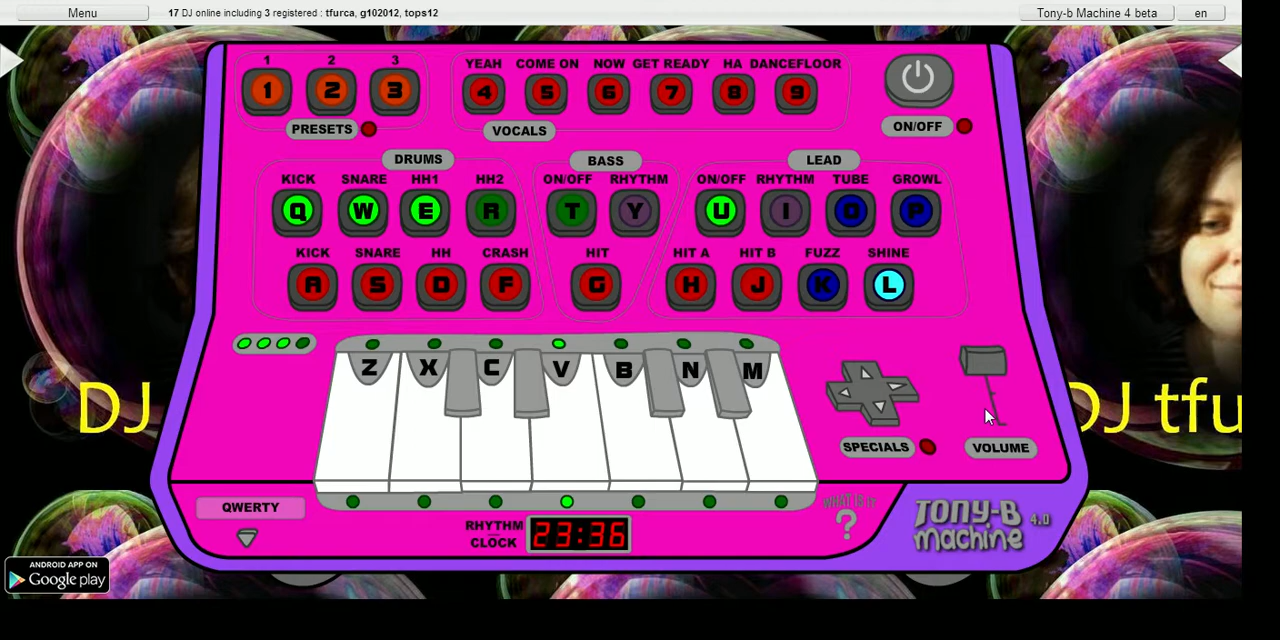 Menu
17 DJ online including 3 registered : tfurca, g102012, tops12
Tony-b Machine 4 beta
en
1 2 3
YEAH COME ON NOW GET READY HA DANCEFLOOR
1 2 3 4 5 6 7 8 9
PRESETS
VOCALS
ON/OFF
DRUMS
BASS
LEAD
KICK SNARE HH1 HH2 ON/OFF RHYTHM ON/OFF RHYTHM TUBE GROWL
Q W E R T Y U I O P
KICK SNARE HH CRASH HIT HIT A HIT B FUZZ SHINE
A S D F G H J K L
Z X C V B N M
DJ
DJ tfu
SPECIALS
VOLUME
QWERTY
WHAT IS IT
?
RHYTHM
CLOCK
23:36
TONY-B
machine
4.0
ANDROID APP ON
Google play